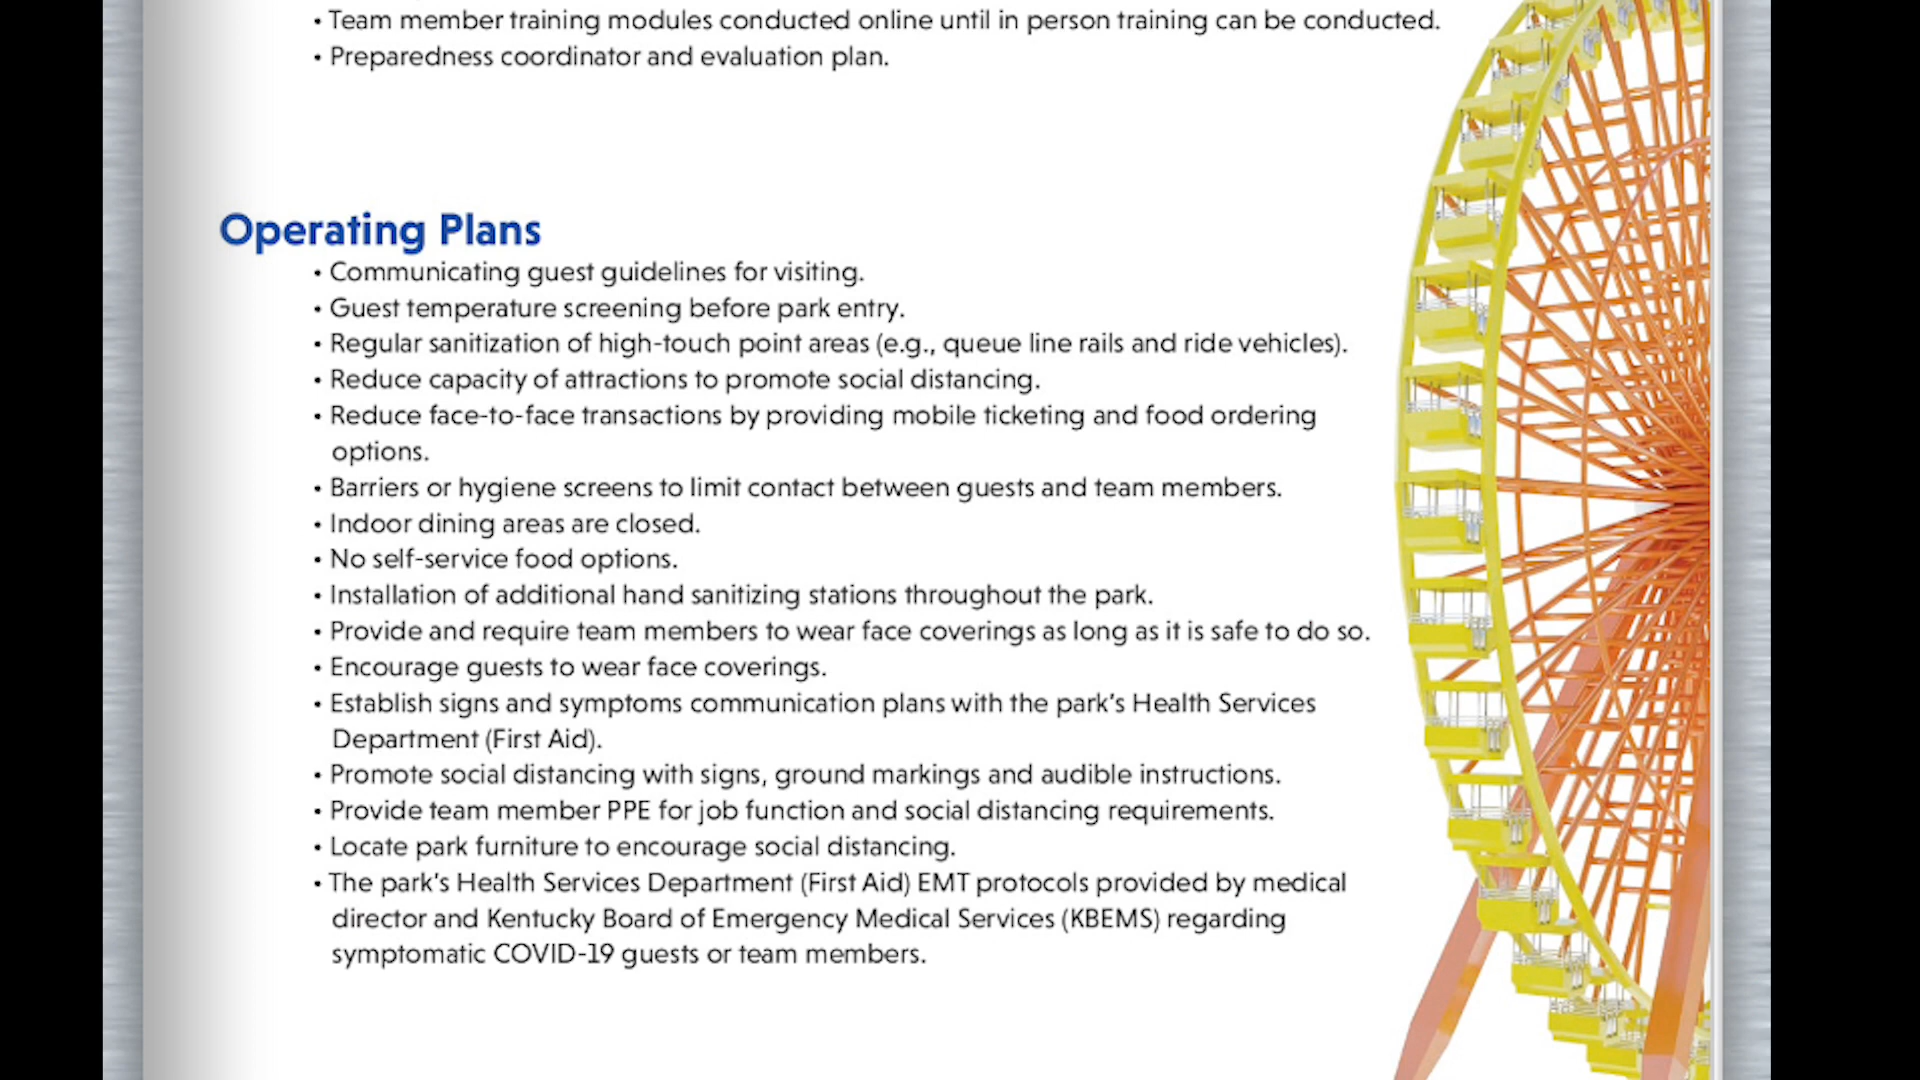 • Team member training modules conducted online until in person training can be conducted.
• Preparedness coordinator and evaluation plan.
Operating Plans
• Communicating guest guidelines for visiting.
• Guest temperature screening before park entry.
• Regular sanitization of high-touch point areas (e.g., queue line rails and ride vehicles).
• Reduce capacity of attractions to promote social distancing.
• Reduce face-to-face transactions by providing mobile ticketing and food ordering
options.
• Barriers or hygiene screens to limit contact between guests and team members.
• Indoor dining areas are closed.
• No self-service food options.
• Installation of additional hand sanitizing stations throughout the park.
• Provide and require team members to wear face coverings as long as it is safe to do so.
• Encourage guests to wear face coverings.
• Establish signs and symptoms communication plans with the park's Health Services
Department (First Aid).
• Promote social distancing with signs, ground markings and audible instructions.
• Provide team member PPE for job function and social distancing requirements.
• Locate park furniture to encourage social distancing.
• The park's Health Services Department (First Aid) EMT protocols provided by medical
director and Kentucky Board of Emergency Medical Services (KBEMS) regarding
symptomatic COVID-19 guests or team members.